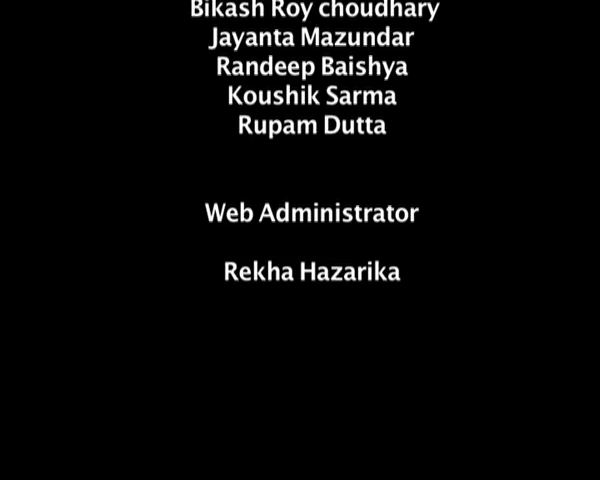 Bikash Roy choudhary
Jayanta Mazundar
Randeep Baishya
Koushik Sarma
Rupam Dutta
Web Administrator
Rekha Hazarika